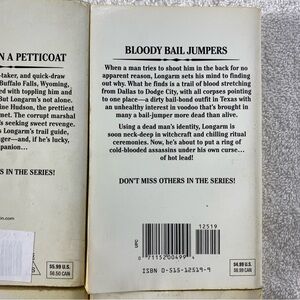 N A PETTICOAT
-taker, and quick-draw
Buffalo Falls, Wyoming,
ed with toppling him and
But Longarm's not alone.
ine Hudson, the prettiest
ment. The corrupt marshal
's seeking sweet revenge.
s Longarm's trail guide,
ger—and, if he's lucky,
panion...
S IN THE SERIES!
in.com
$5.99 U.S.
$8.50 CAN
BLOODY BAIL JUMPERS
When a man tries to shoot him in the back for no
apparent reason, Longarm sets his mind to finding
out why. What he finds is a trail of blood stretching
from Dallas to Dodge City, with all corpses pointing
to one place—a dirty bail-bond outfit in Texas with
an unhealthy interest in voodoo that's brought in
many a bail-jumper more dead than alive.
Using a dead man's identity, Longarm is
soon neck-deep in witchcraft and chilling ritual
ceremonies. Now, he's about to put a ring of
cold-blooded assassins under his own curse...
of hot lead!
DON'T MISS OTHERS IN THE SERIES!
12519
UPC
7115200499
ISBN 0-515-12519-9
$4.99 U.S.
$6.99 CAN